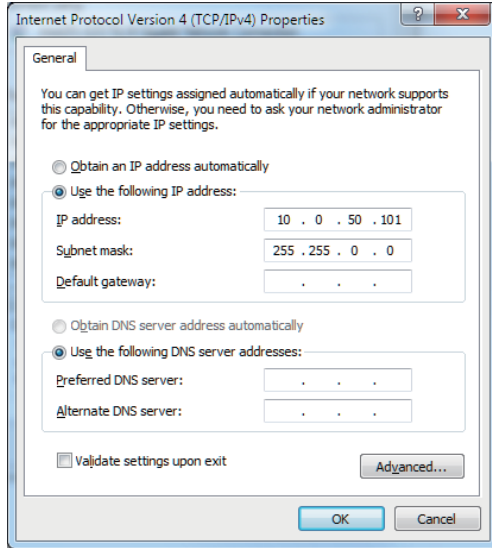 Internet Protocol Version 4 (TCP/IPv4) Properties
?
General
You can get IP settings assigned automatically if your network supports
this capability. Otherwise, you need to ask your network administrator
for the appropriate IP settings.
Obtain an IP address automatically
Use the following IP address:
IP address: 10 . 0 . 50 . 101
Subnet mask: 255 . 255 . 0 . 0
Default gateway: . . .
Obtain DNS server address automatically
Use the following DNS server addresses:
Preferred DNS server: . . .
Alternate DNS server: . . .
Validate settings upon exit
Advanced...
OK Cancel